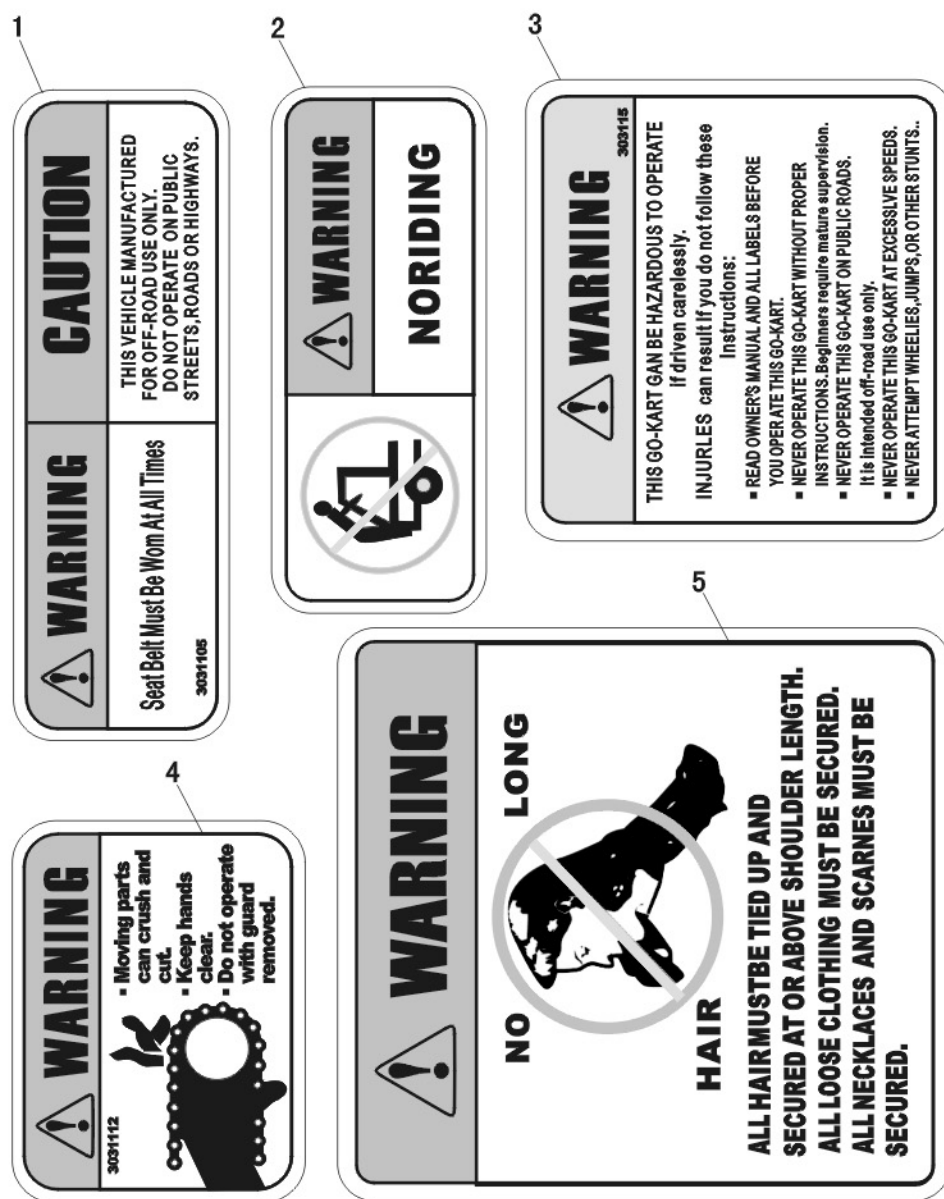 1
WARNING
CAUTION
Seat Belt Must Be Worn At All Times
3031105
THIS VEHICLE MANUFACTURED
FOR OFF-ROAD USE ONLY.
DO NOT OPERATE ON PUBLIC
STREETS,ROADS OR HIGHWAYS.
2
WARNING
NORIDING
3
WARNING
303115
THIS GO-KART GAN BE HAZARDOUS TO OPERATE
if driven carelessly.
INJURLES can result if you do not follow these
Instructions:
▪ READ OWNER'S MANUAL AND ALL LABELS BEFORE
YOU OPERATE THIS GO-KART.
▪ NEVER OPERATE THIS GO-KART WITHOUT PROPER
INSTRUCTIONS.Beginners require mature supervision.
▪ NEVER OPERATE THIS GO-KART ON PUBLIC ROADS.
It is intended off-road use only.
▪ NEVER OPERATE THIS GO-KART AT EXCESSLVE SPEEDS.
▪ NEVER ATTEMPT WHEELIES,JUMPS,OR OTHER STUNTS..
4
WARNING
3031112
▪ Moving parts
can crush and
cut.
▪ Keep hands
clear.
▪ Do not operate
with guard
removed.
5
WARNING
NO LONG
HAIR
ALL HAIRMUSTBE TIED UP AND
SECURED AT OR ABOVE SHOULDER LENGTH.
ALL LOOSE CLOTHING MUST BE SECURED.
ALL NECKLACES AND SCARNES MUST BE
SECURED.